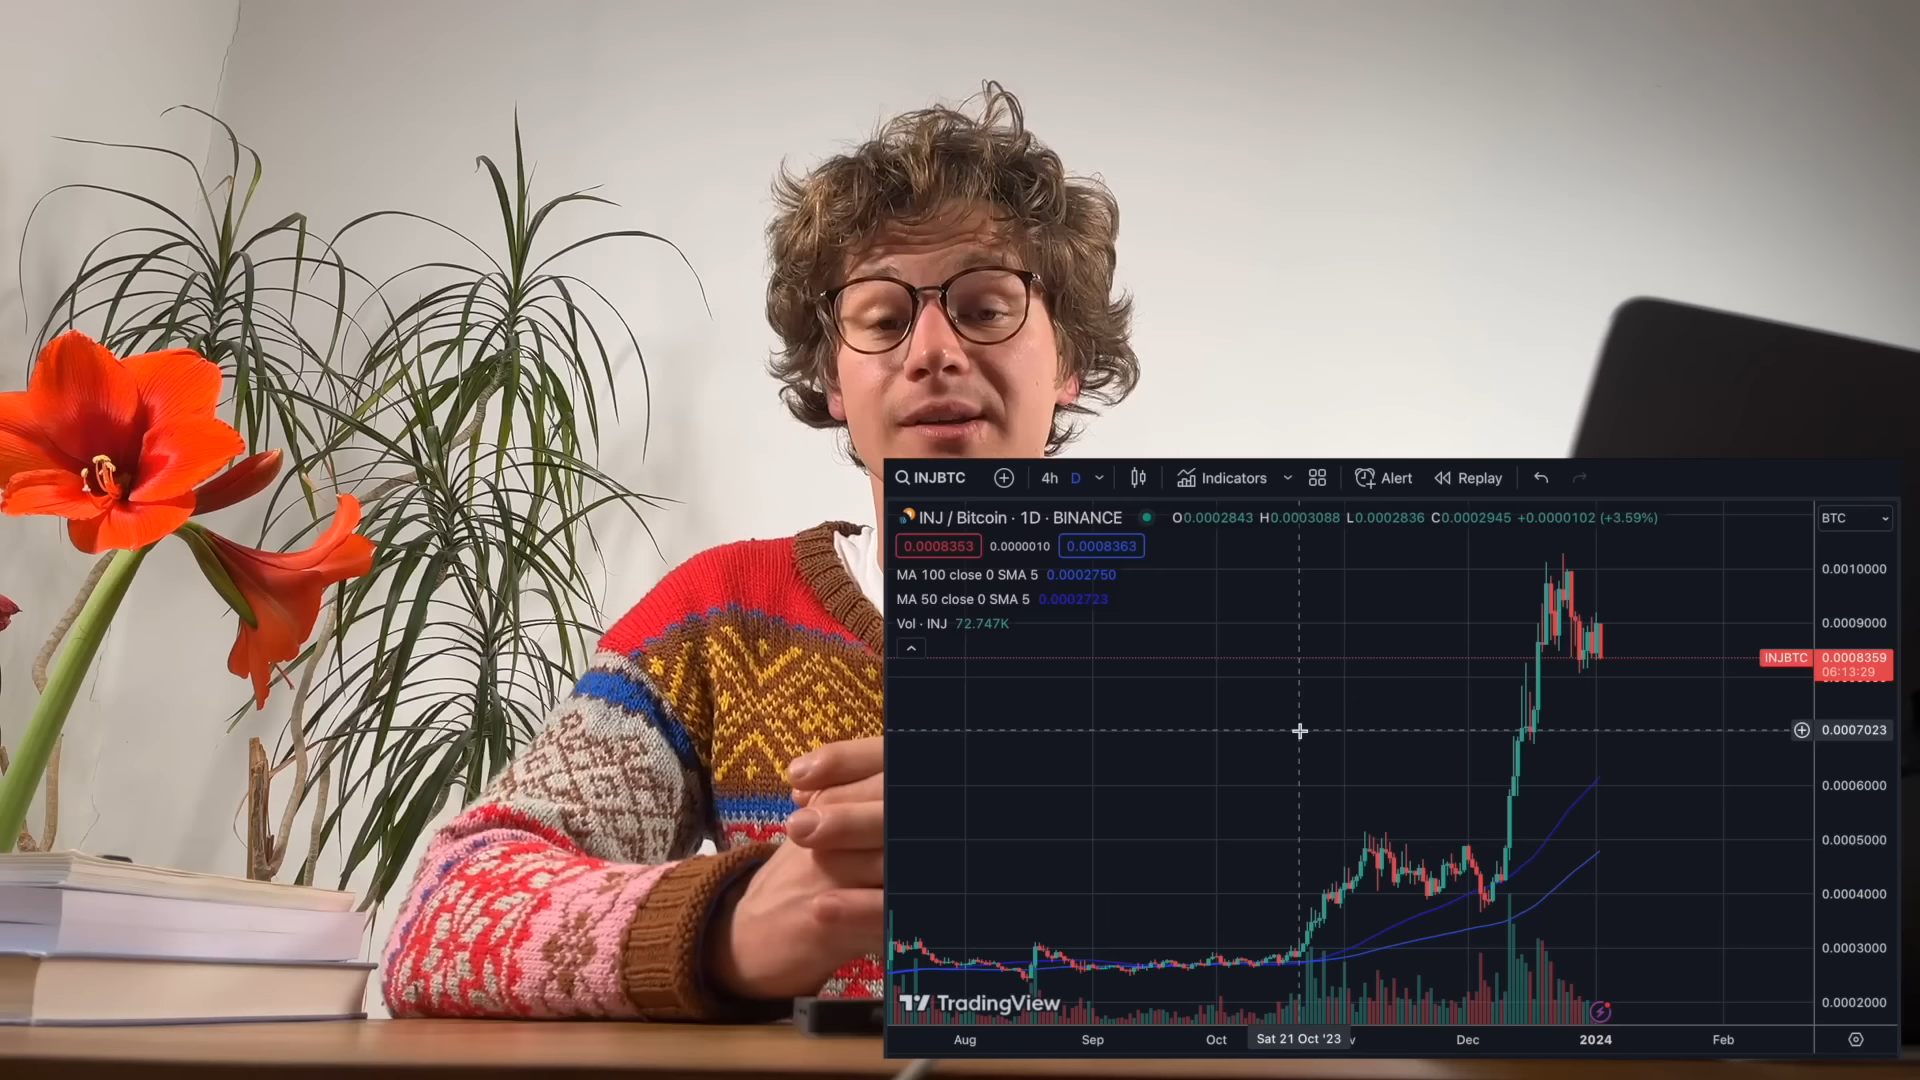 INJBTC 4h D Indicators Alert Replay
INJ / Bitcoin · 1D · BINANCE O0.0002843 H0.0003088 L0.0002836 C0.0002945 +0.0000102 (+3.59%) BTC
0.0008353 0.0000010 0.0008363
MA 100 close 0 SMA 5 0.0002750
MA 50 close 0 SMA 5 0.0002723
Vol · INJ 72.747K
0.0010000
0.0009000
INJBTC 0.0008359
06:13:29
0.0007023
0.0006000
0.0005000
0.0004000
0.0003000
0.0002000
TradingView
Aug Sep Oct Sat 21 Oct '23 Dec 2024 Feb